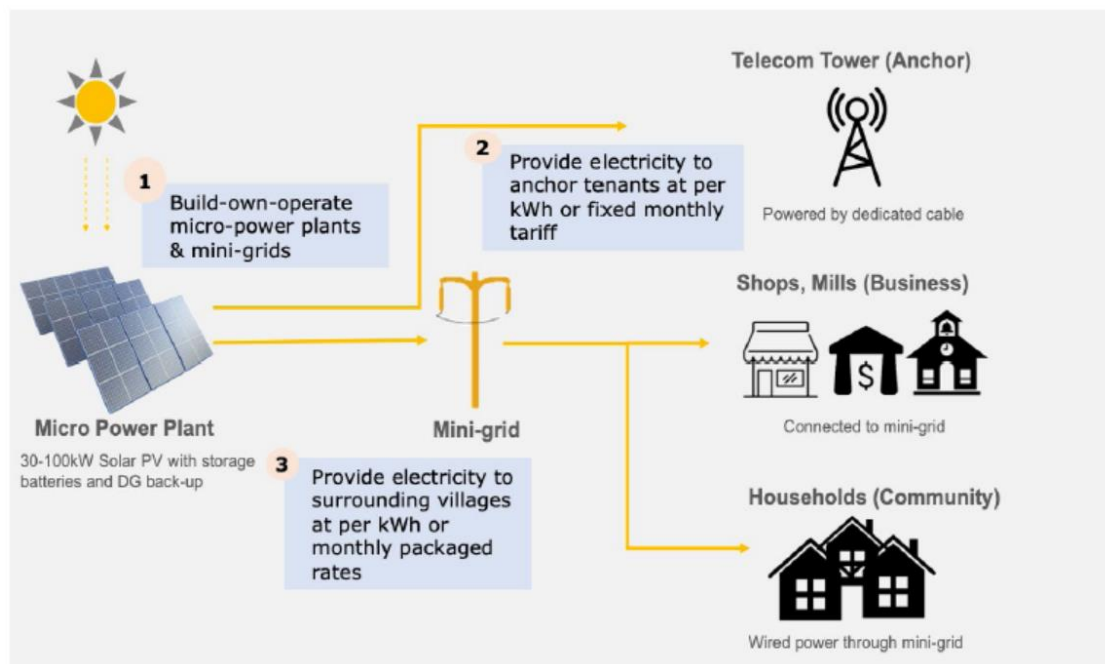 Telecom Tower (Anchor)
1
Build-own-operate
micro-power plants
& mini-grids
2
Provide electricity to
anchor tenants at per
kWh or fixed monthly
tariff
Powered by dedicated cable
Shops, Mills (Business)
$
Connected to mini-grid
Micro Power Plant
30-100kW Solar PV with storage
batteries and DG back-up
Mini-grid
3
Provide electricity to
surrounding villages
at per kWh or
monthly packaged
rates
Households (Community)
Wired power through mini-grid